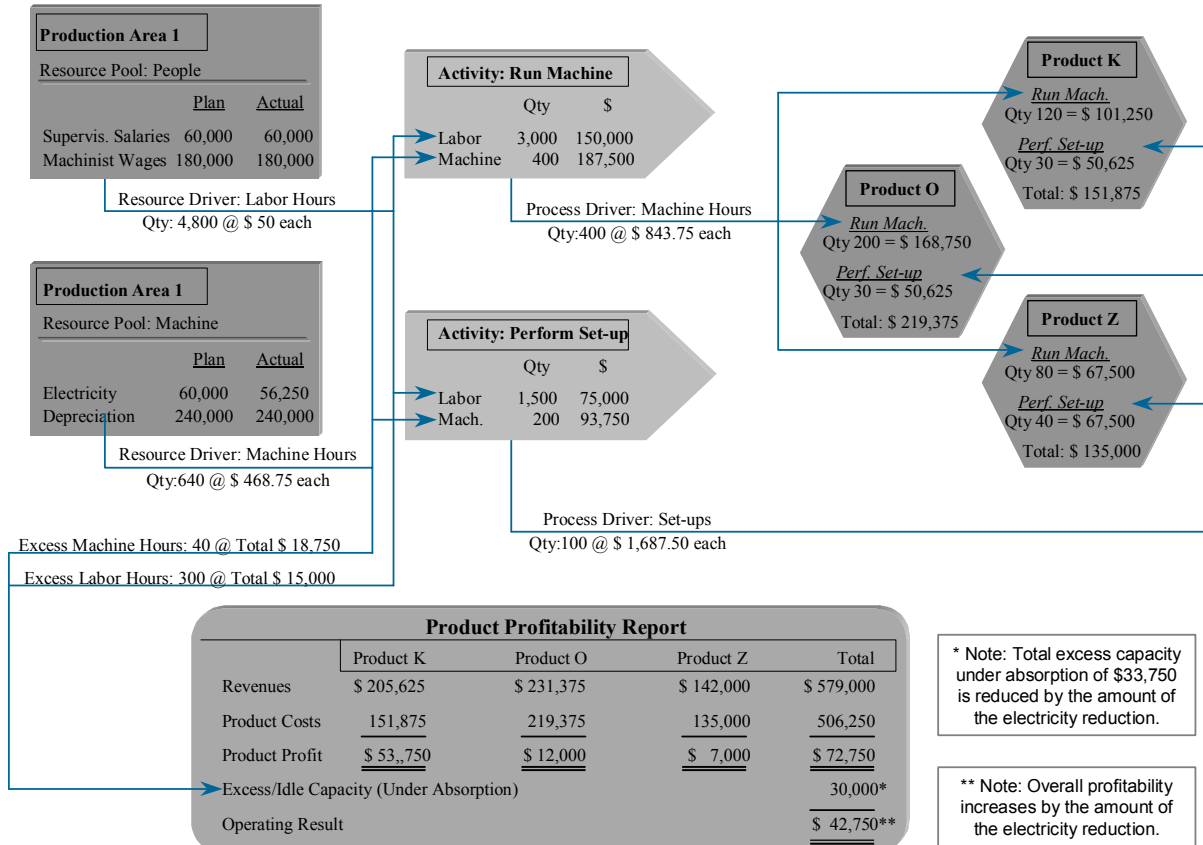 Production Area 1
Resource Pool: People
Plan Actual
Supervis. Salaries 60,000 60,000
Machinist Wages 180,000 180,000
Resource Driver: Labor Hours
Qty: 4,800 @ $ 50 each
Production Area 1
Resource Pool: Machine
Plan Actual
Electricity 60,000 56,250
Depreciation 240,000 240,000
Resource Driver: Machine Hours
Qty:640 @ $ 468.75 each
Excess Machine Hours: 40 @ Total $ 18,750
Excess Labor Hours: 300 @ Total $ 15,000
Activity: Run Machine
Qty $
Labor 3,000 150,000
Machine 400 187,500
Process Driver: Machine Hours
Qty:400 @ $ 843.75 each
Activity: Perform Set-up
Qty $
Labor 1,500 75,000
Mach. 200 93,750
Process Driver: Set-ups
Qty:100 @ $ 1,687.50 each
Product K
Run Mach.
Qty 120 = $ 101,250
Perf. Set-up
Qty 30 = $ 50,625
Total: $ 151,875
Product O
Run Mach.
Qty 200 = $ 168,750
Perf. Set-up
Qty 30 = $ 50,625
Total: $ 219,375
Product Z
Run Mach.
Qty 80 = $ 67,500
Perf. Set-up
Qty 40 = $ 67,500
Total: $ 135,000
Product Profitability Report
Product K Product O Product Z Total
Revenues $ 205,625 $ 231,375 $ 142,000 $ 579,000
Product Costs 151,875 219,375 135,000 506,250
Product Profit $ 53,,750 $ 12,000 $ 7,000 $ 72,750
Excess/Idle Capacity (Under Absorption) 30,000*
Operating Result $ 42,750**
* Note: Total excess capacity
under absorption of $33,750
is reduced by the amount of
the electricity reduction.
** Note: Overall profitability
increases by the amount of
the electricity reduction.